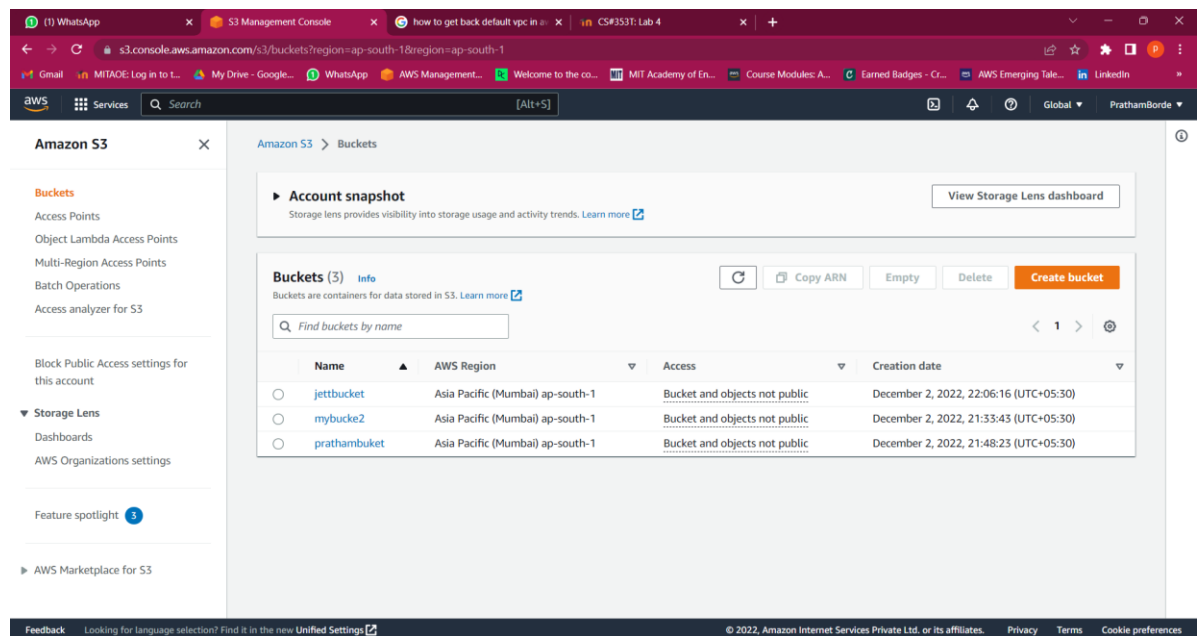 (1) WhatsApp
S3 Management Console
how to get back default vpc in a
CS#353T: Lab 4
s3.console.aws.amazon.com/s3/buckets?region=ap-south-1&region=ap-south-1
Gmail
MITAOE: Log in to t...
My Drive - Google...
WhatsApp
AWS Management...
Welcome to the co...
MIT Academy of En...
Course Modules: A...
Earned Badges - Cr...
AWS Emerging Tale...
LinkedIn
aws
Services
Search
[Alt+S]
Global
PrathamBorde
Amazon S3
Buckets
Access Points
Object Lambda Access Points
Multi-Region Access Points
Batch Operations
Access analyzer for S3
Block Public Access settings for
this account
Storage Lens
Dashboards
AWS Organizations settings
Feature spotlight 3
AWS Marketplace for S3
Amazon S3 > Buckets
Account snapshot
Storage lens provides visibility into storage usage and activity trends. Learn more
View Storage Lens dashboard
Buckets (3) Info
Buckets are containers for data stored in S3. Learn more
Copy ARN
Empty
Delete
Create bucket
Find buckets by name
1
Name AWS Region Access Creation date
jettbucket Asia Pacific (Mumbai) ap-south-1 Bucket and objects not public December 2, 2022, 22:06:16 (UTC+05:30)
mybucke2 Asia Pacific (Mumbai) ap-south-1 Bucket and objects not public December 2, 2022, 21:33:43 (UTC+05:30)
prathambuket Asia Pacific (Mumbai) ap-south-1 Bucket and objects not public December 2, 2022, 21:48:23 (UTC+05:30)
Feedback Looking for language selection? Find it in the new Unified Settings
© 2022, Amazon Internet Services Private Ltd. or its affiliates. Privacy Terms Cookie preferences